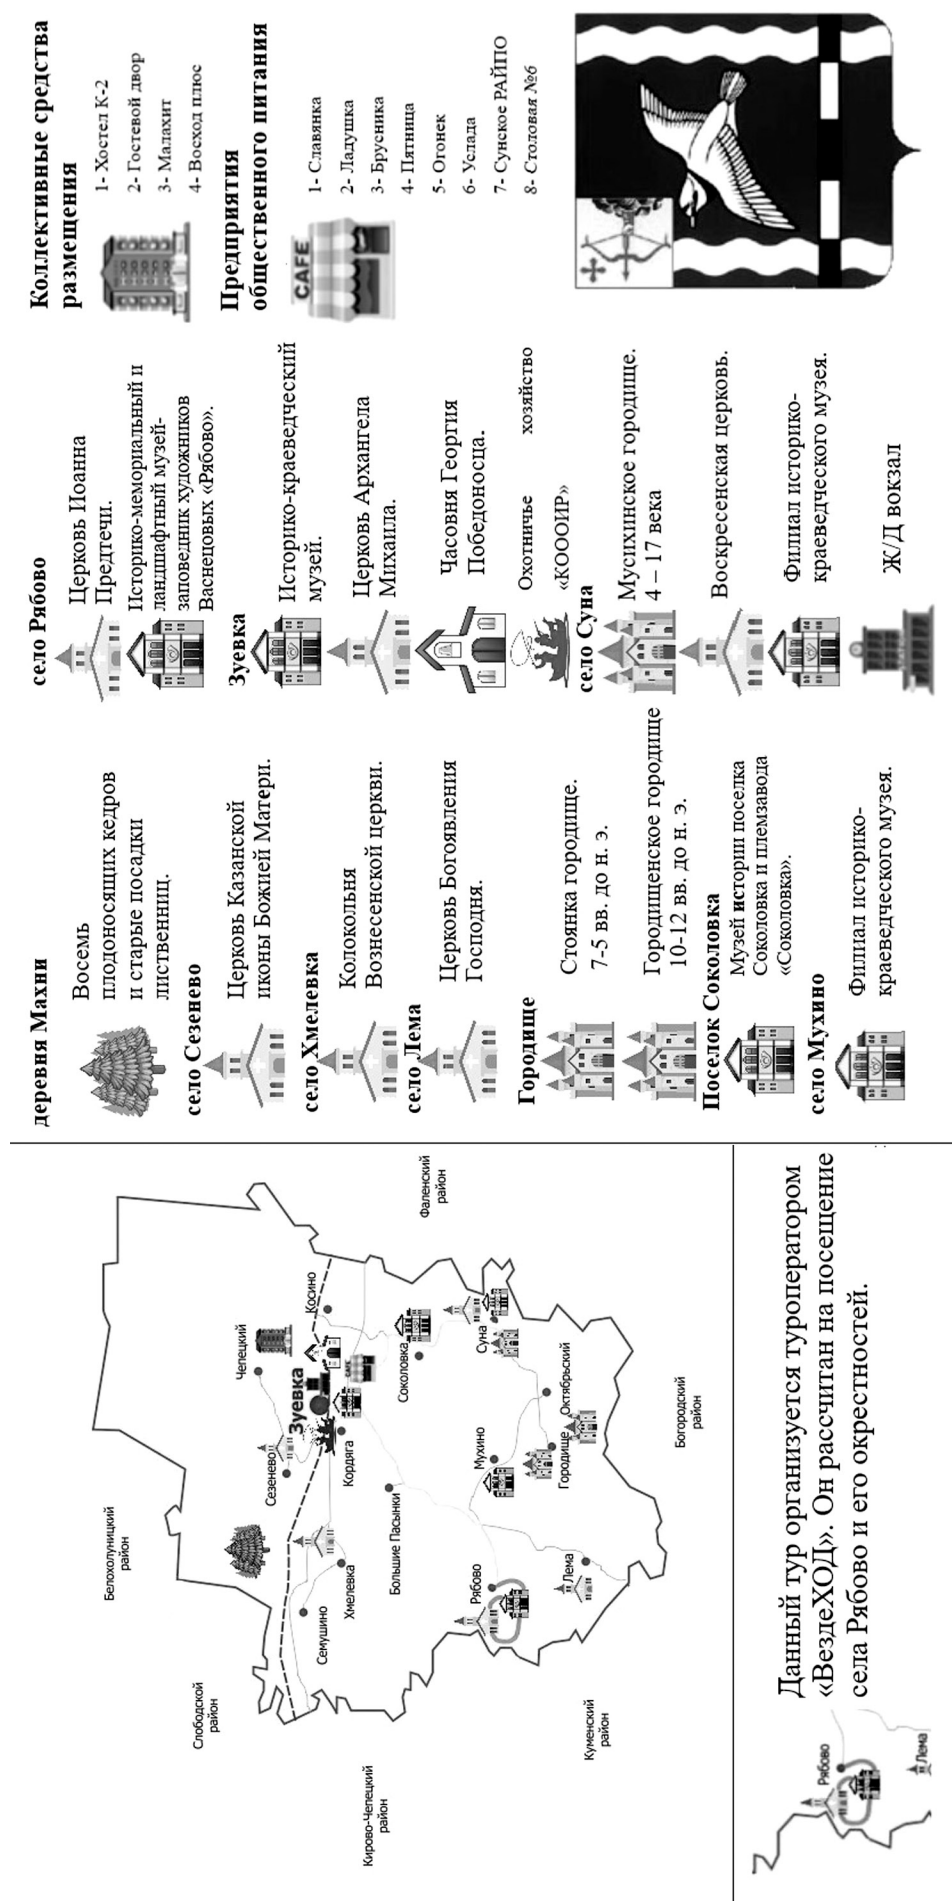 Белохолуницкий
район
Слободской
район
Кирово-Чепецкий
район
Куменский
район
Богородский
район
Фаленский
район
Чепецкий
Косино
Сезенево
Зуевка
Кордяга
CAFE
Соколовка
Семушино
Хмелевка
Большие Пасынки
Суна
Рябово
Мухино
Октябрьский
Городище
Лема
Рябово
Лема
Данный тур организуется туроператором
«ВездеХОД». Он рассчитан на посещение
села Рябово и его окрестностей.
деревня Махни
Восемь
плодоносящих кедров
и старые посадки
лиственниц.
село Сезенево
Церковь Казанской
иконы Божией Матери.
село Хмелевка
Колокольня
Вознесенской церкви.
село Лема
Церковь Богоявления
Господня.
Городище
Стоянка городище.
7-5 вв. до н. э.
Городищенское городище
10-12 вв. до н. э.
Поселок Соколовка
Музей истории поселка
Соколовка и племзавода
«Соколовка».
село Мухино
Филиал историко-
краеведческого музея.
село Рябово
Церковь Иоанна
Предтечи.
Историко-мемориальный и
ландшафтный музей-
заповедник художников
Васнецовых «Рябово».
Зуевка
Историко-краеведческий
музей.
Церковь Архангела
Михаила.
Часовня Георгия
Победоносца.
Охотничье хозяйство
«КОООИР»
село Суна
Мусихинское городище.
4 – 17 века
Воскресенская церковь.
Филиал историко-
краеведческого музея.
Ж/Д вокзал
Коллективные средства
размещения
1- Хостел К-2
2- Гостевой двор
3- Малахит
4- Восход плюс
Предприятия
общественного питания
CAFE
1- Славянка
2- Ладушка
3- Брусника
4- Пятница
5- Огонек
6- Услада
7- Сунское РАЙПО
8- Столовая №6